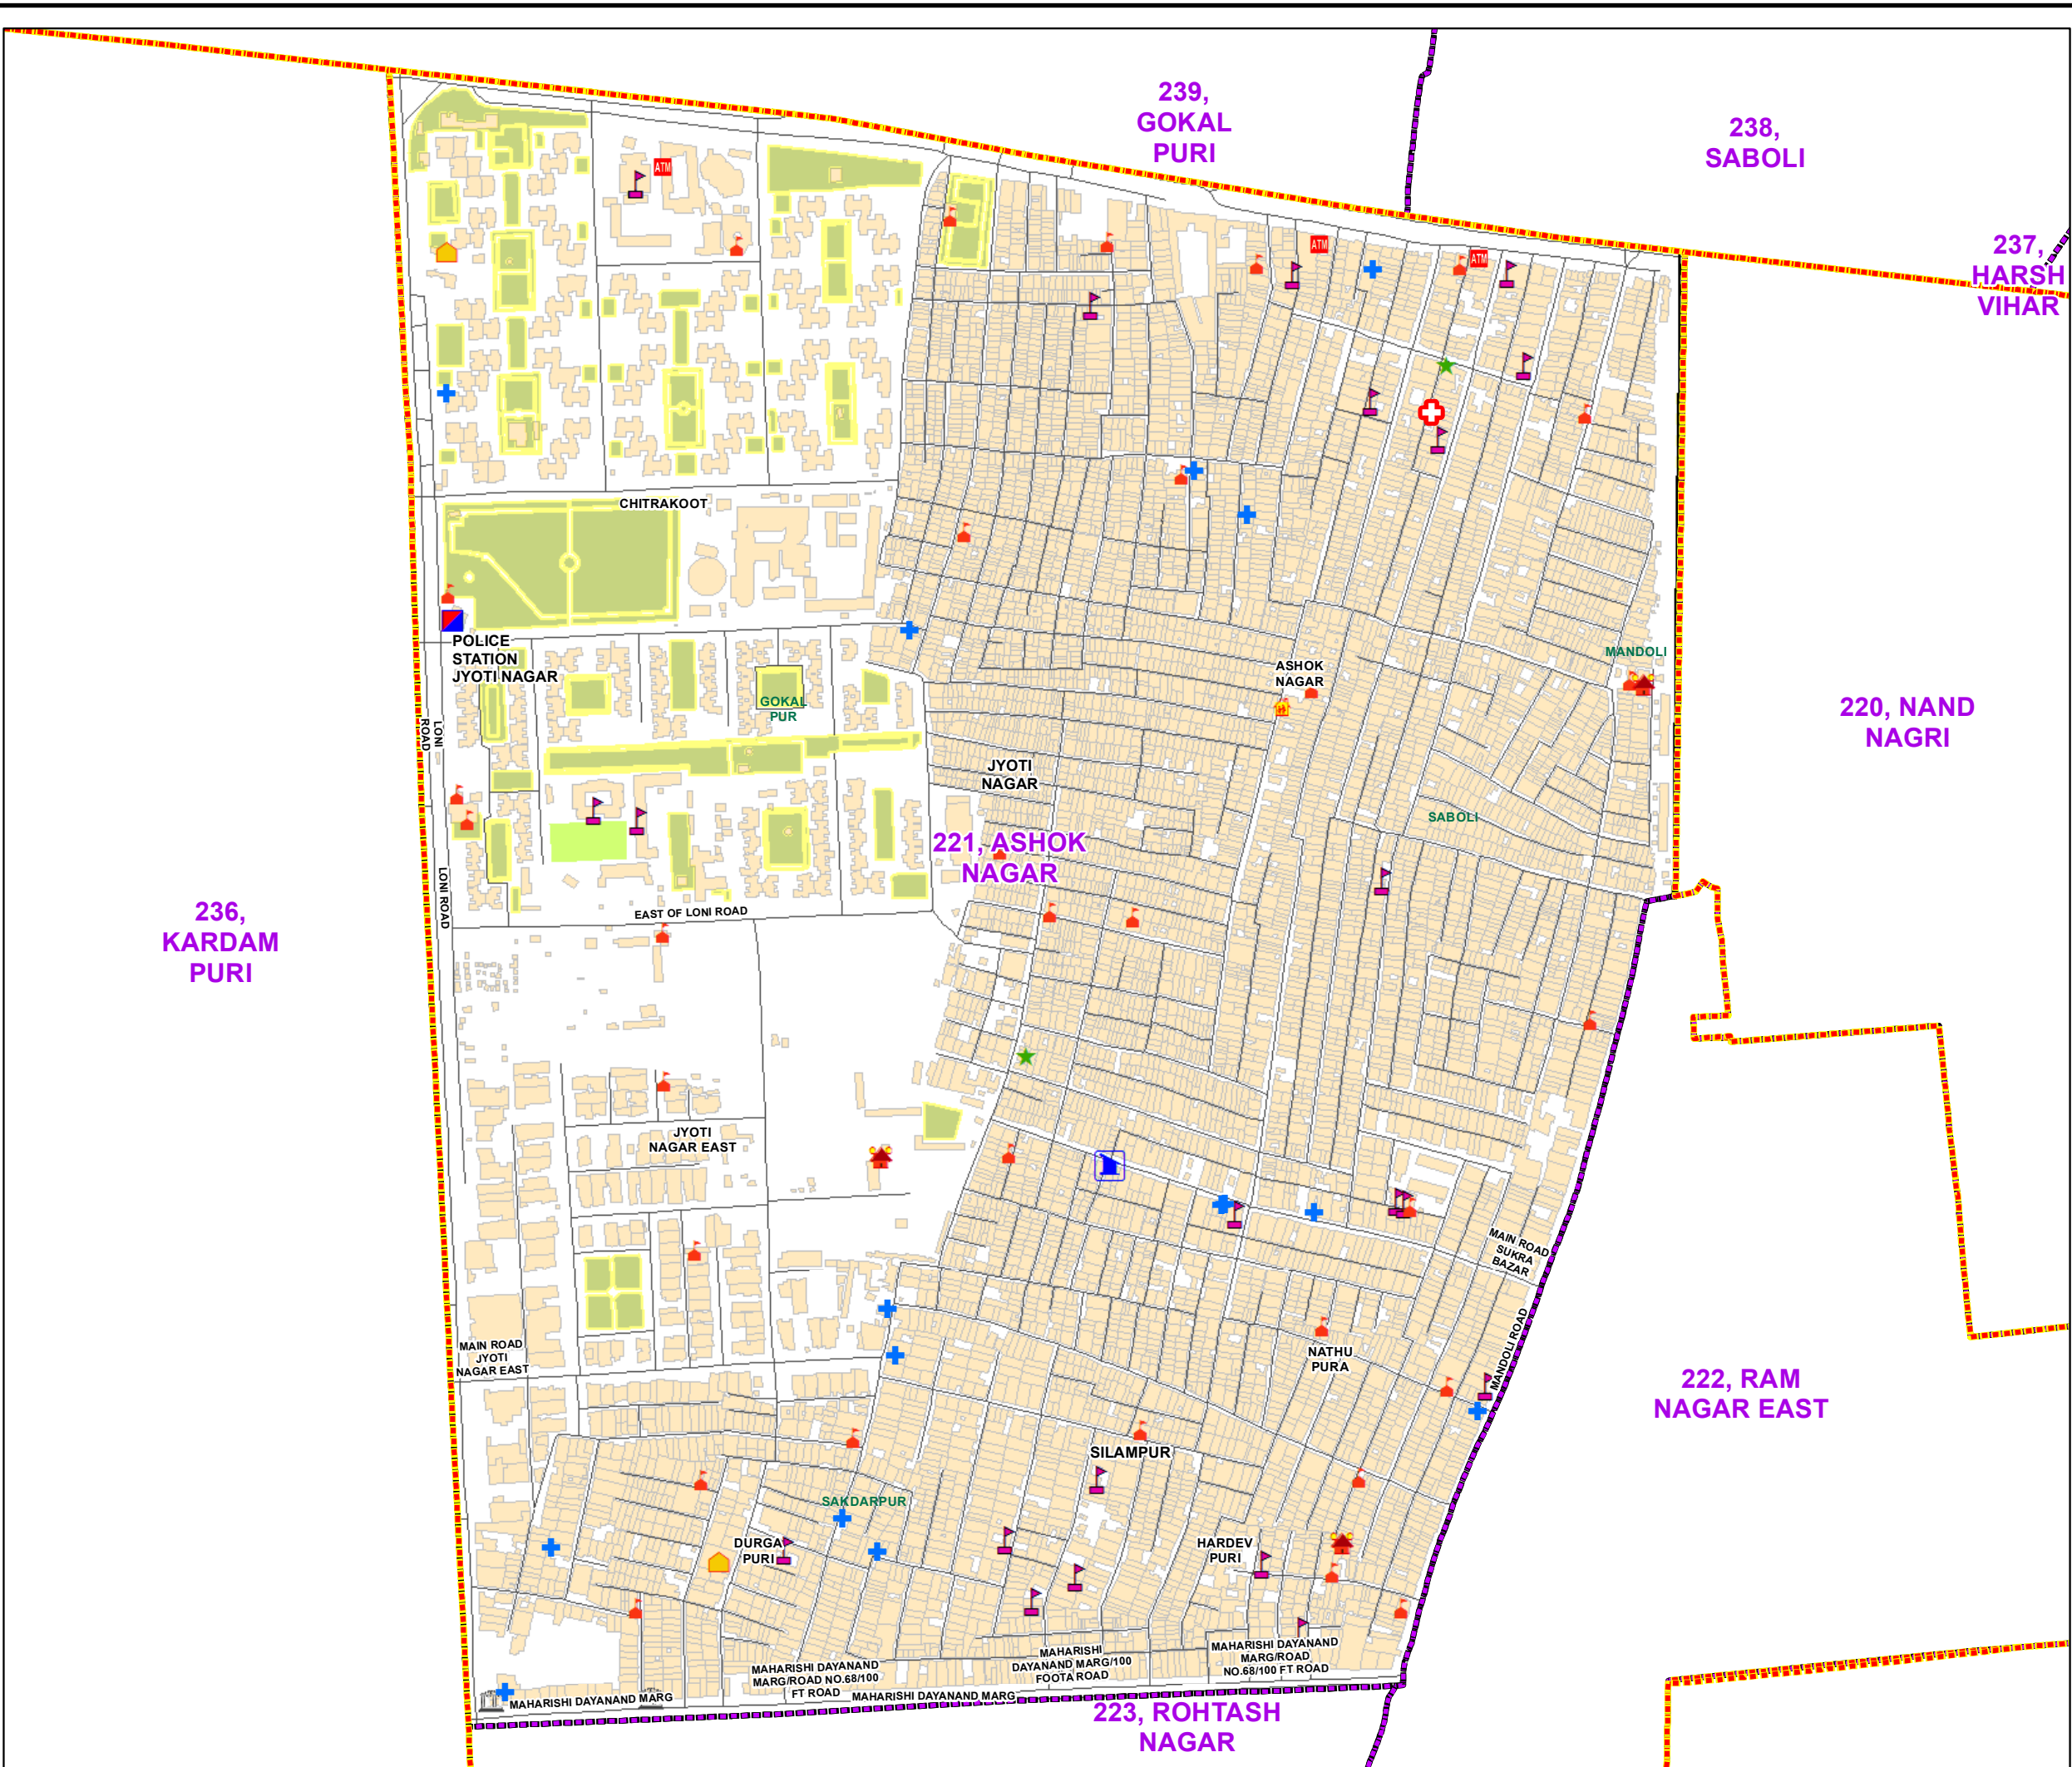 239,
GOKAL
PURI
238,
SABOLI
237,
HARSH
VIHAR
ATM
ATM
ATM
CHITRAKOOT
POLICE
STATION
JYOTI NAGAR
GOKAL
PUR
LONI
ROAD
ASHOK
NAGAR
MANDOLI
220, NAND
NAGRI
JYOTI
NAGAR
SABOLI
221, ASHOK
NAGAR
LONI ROAD
EAST OF LONI ROAD
236,
KARDAM
PURI
JYOTI
NAGAR EAST
MAIN ROAD
SUKRA
BAZAR
MANDOLI ROAD
MAIN ROAD
JYOTI
NAGAR EAST
NATHU
PURA
222, RAM
NAGAR EAST
SILAMPUR
SAKDARPUR
DURGA
PURI
HARDEV
PURI
MAHARISHI DAYANAND
MARG/ROAD NO.68/100
FT ROAD
MAHARISHI
DAYANAND MARG/100
FOOTA ROAD
MAHARISHI DAYANAND
MARG/ROAD
NO.68/100 FT ROAD
MAHARISHI DAYANAND MARG
MAHARISHI DAYANAND MARG
223, ROHTASH
NAGAR